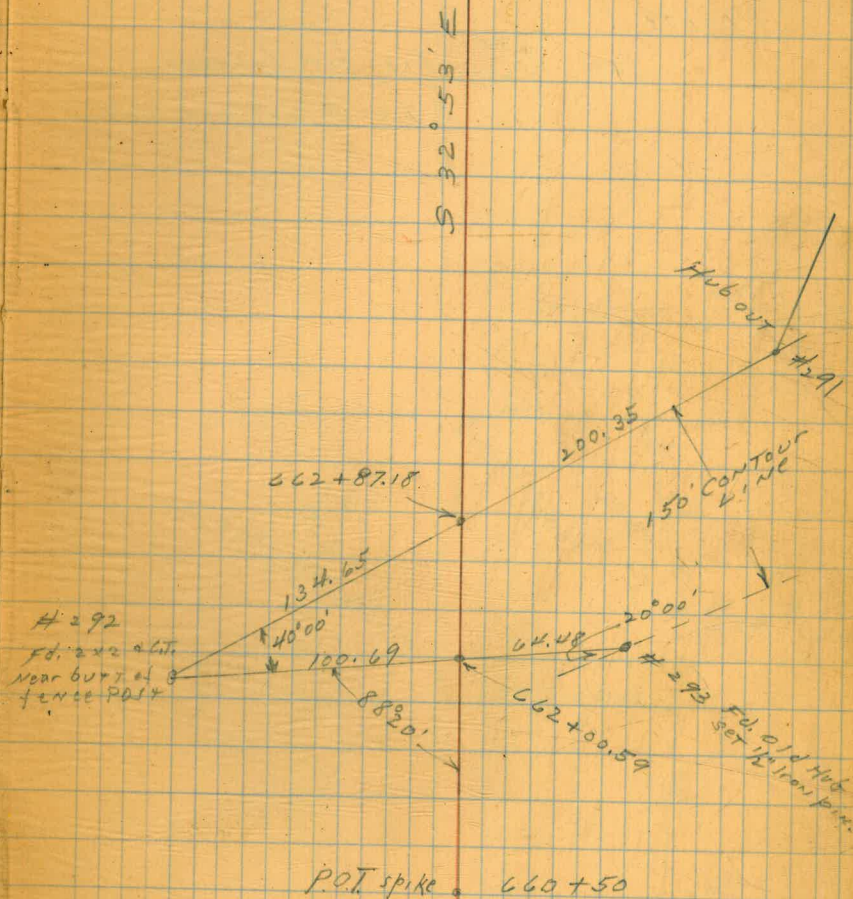 S 32° 53' E
Hub out
#291
200.35
150' Contour
Line
662+87.18
134.65
40°00'
#292
Fd. 2x2 & C.T.
Near butt of
fence Post
100.69
88°20'
64.48
20°00'
#293 Fd. Old Hub
set 1/2" Iron pin.
662+00.59
P.O.T. spike 660+50